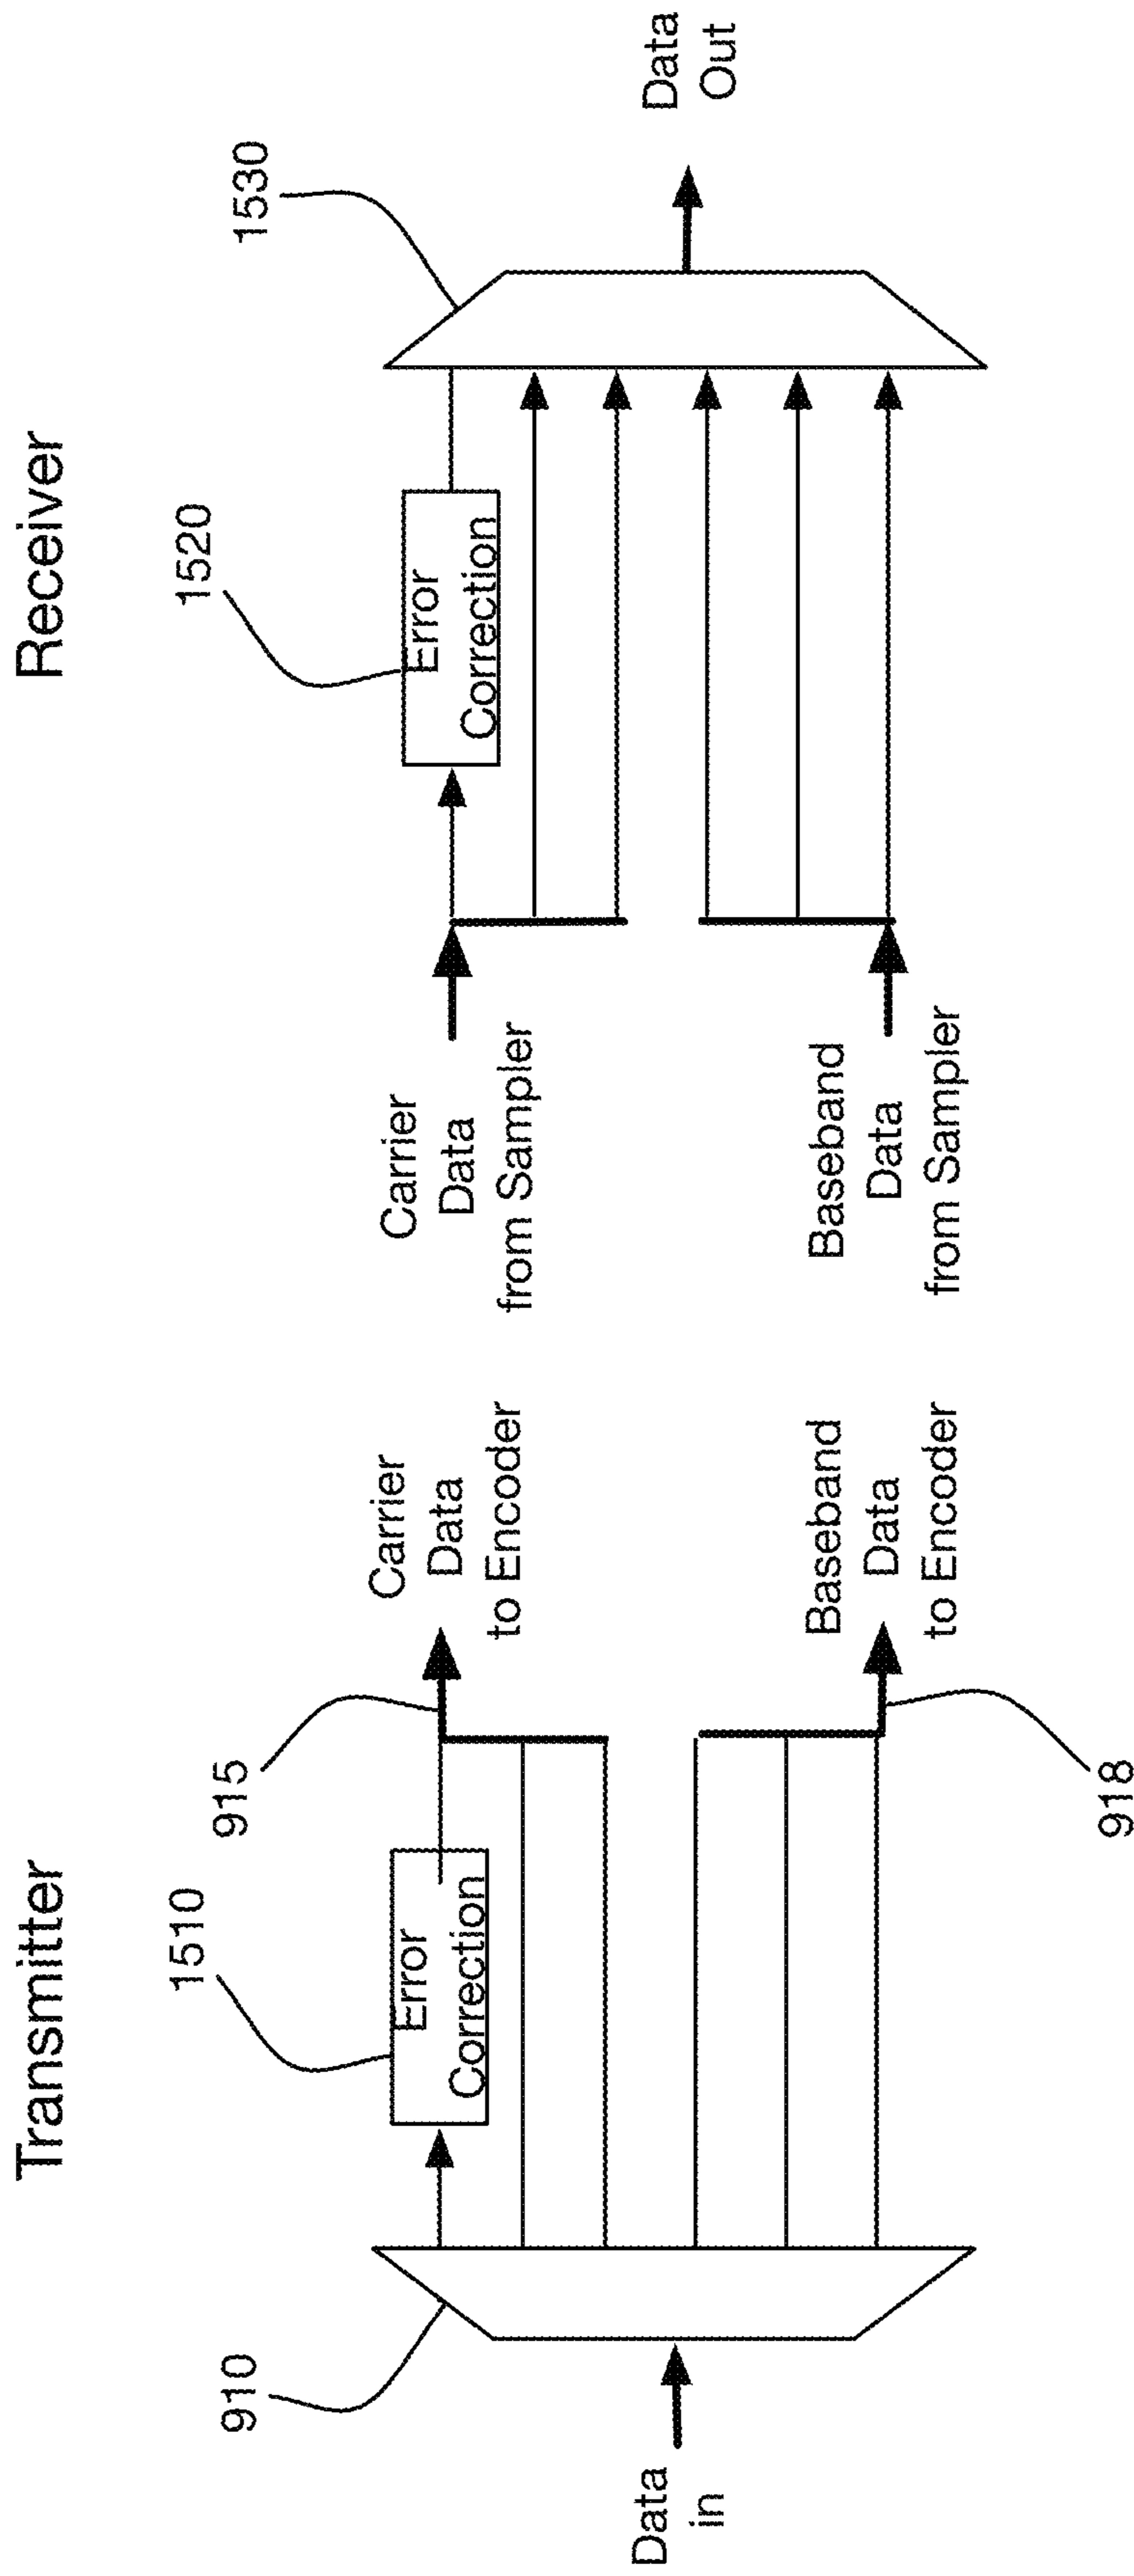 Transmitter
910
1510
915
Error
Correction
Data
in
Carrier
Data
to Encoder
Baseband
Data
to Encoder
918
Receiver
1520
1530
Error
Correction
Carrier
Data
from Sampler
Baseband
Data
from Sampler
Data
Out